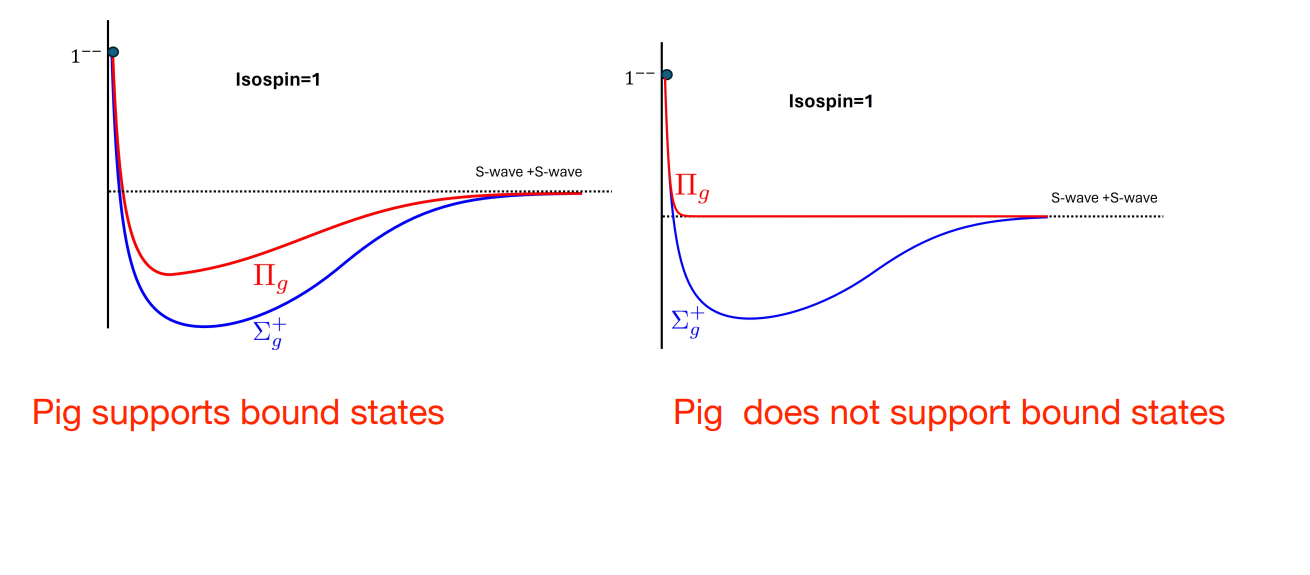 1⁻⁻
Isospin=1
S-wave +S-wave
Π_g
Σ_g^+
Pig supports bound states
1⁻⁻
Isospin=1
Π_g
S-wave +S-wave
Σ_g^+
Pig  does not support bound states